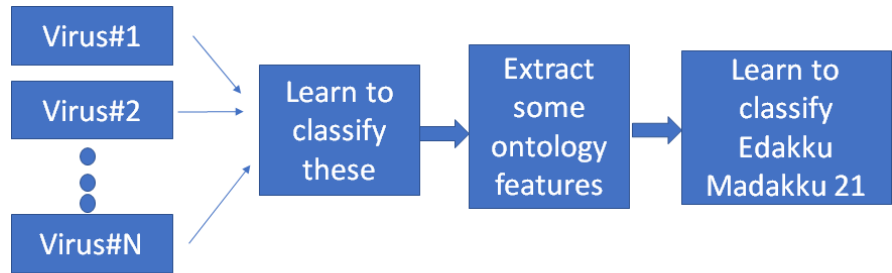 Virus#1
Virus#2
Virus#N
Learn to
classify
these
Extract
some
ontology
features
Learn to
classify
Edakku
Madakku 21